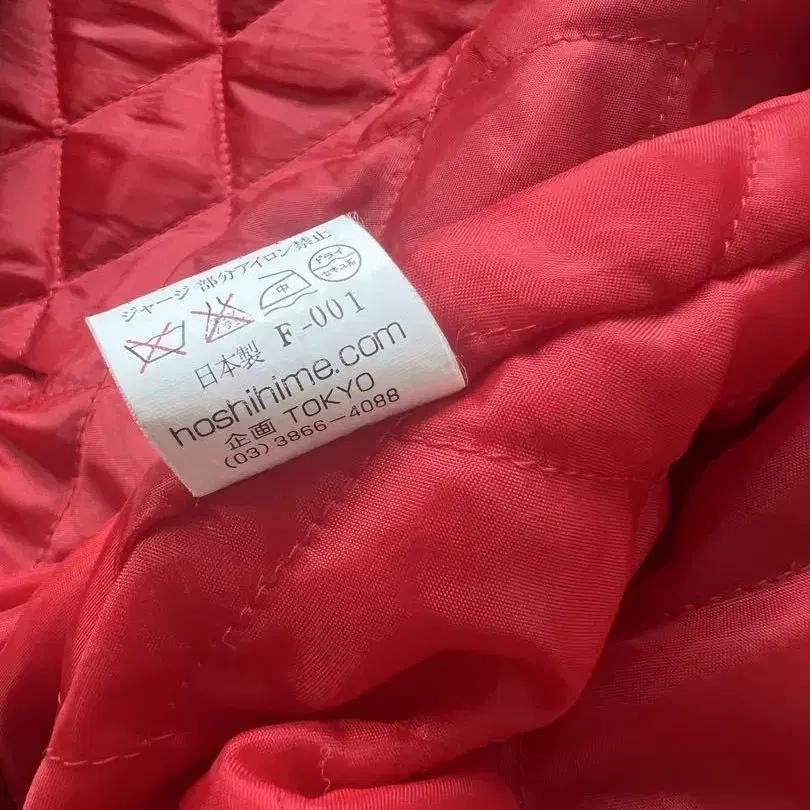 ジャージ 部分アイロン禁止
中 ドライ
セキユ系
日本製 F-001
hoshihime.com
企画 TOKYO
(03) 3866-4088